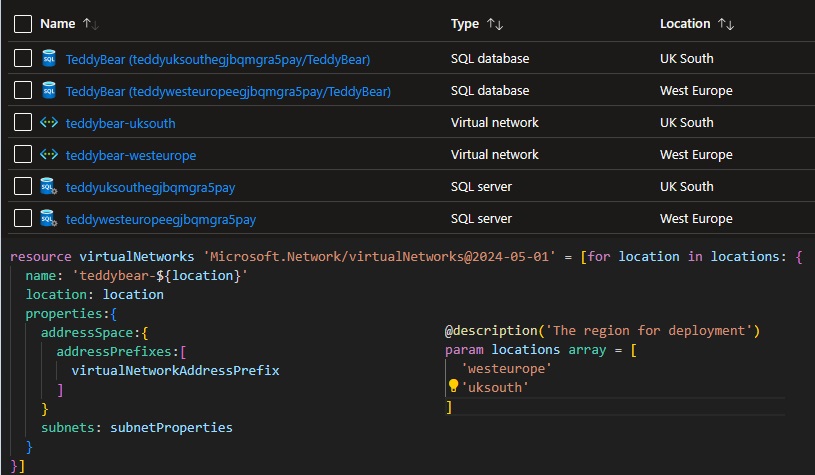 Name ↑↓ Type ↑↓ Location ↑↓
TeddyBear (teddyuksouthegjbqmgra5pay/TeddyBear) SQL database UK South
TeddyBear (teddywesteuropeegjbqmgra5pay/TeddyBear) SQL database West Europe
teddybear-uksouth Virtual network UK South
teddybear-westeurope Virtual network West Europe
teddyuksouthegjbqmgra5pay SQL server UK South
teddywesteuropeegjbqmgra5pay SQL server West Europe
resource virtualNetworks 'Microsoft.Network/virtualNetworks@2024-05-01' = [for location in locations: {
name: 'teddybear-${location}'
location: location
properties:{
addressSpace:{
addressPrefixes:[
virtualNetworkAddressPrefix
]
}
subnets: subnetProperties
}
}]
@description('The region for deployment')
param locations array = [
'westeurope'
'uksouth'
]